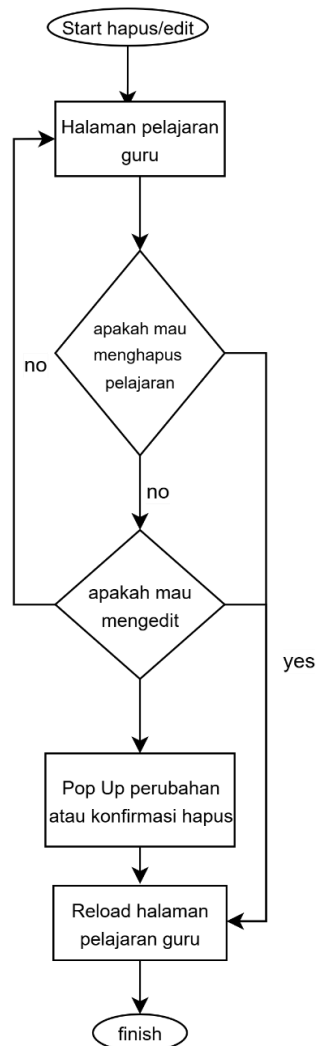 Start hapus/edit
Halaman pelajaran
guru
apakah mau
menghapus
pelajaran
no
no
apakah mau
mengedit
yes
Pop Up perubahan
atau konfirmasi hapus
Reload halaman
pelajaran guru
finish